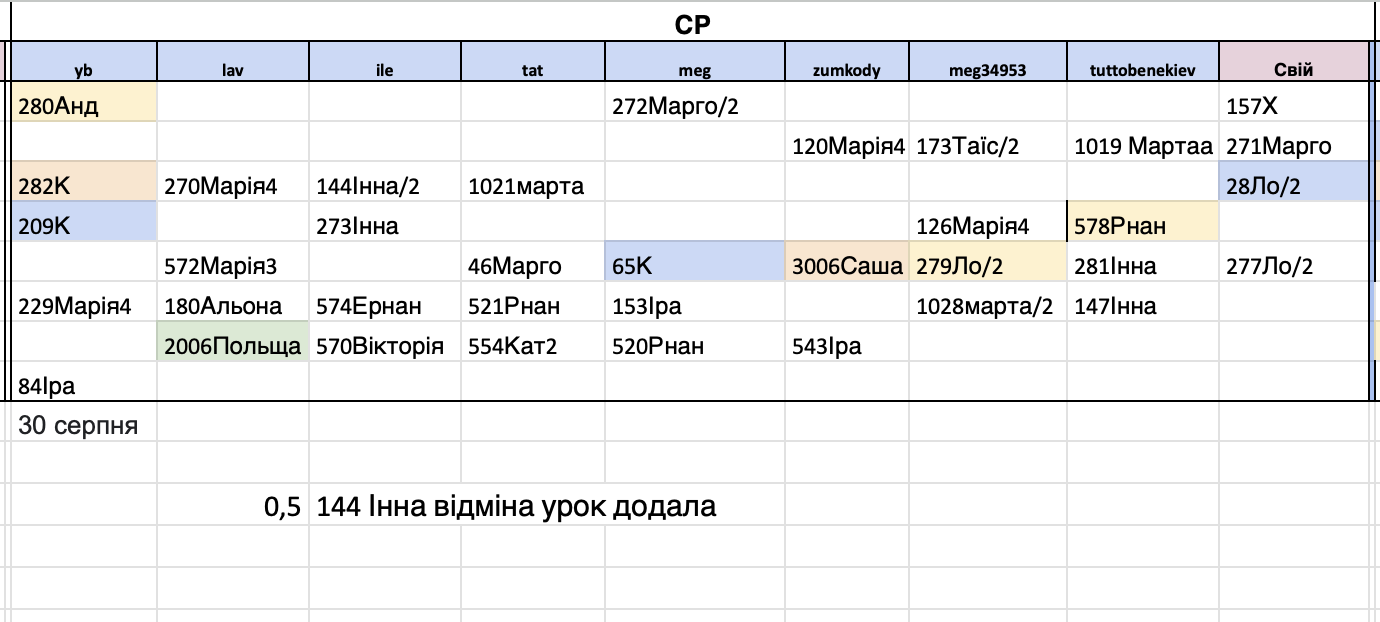 СР
yb lav ile tat meg zumkody meg34953 tuttobenekiev Свій
280Анд 272Марго/2 157Х
120Марія4 173Таїс/2 1019 Мартаа 271Марго
282К 270Марія4 144Інна/2 1021марта 28Ло/2
209К 273Інна 126Марія4 578Рнан
572Марія3 46Марго 65К 3006Саша 279Ло/2 281Інна 277Ло/2
229Марія4 180Альона 574Ернан 521Рнан 153Іра 1028марта/2 147Інна
2006Польща 570Вікторія 554Кат2 520Рнан 543Іра
84Іра
30 серпня
0,5 144 Інна відміна урок додала